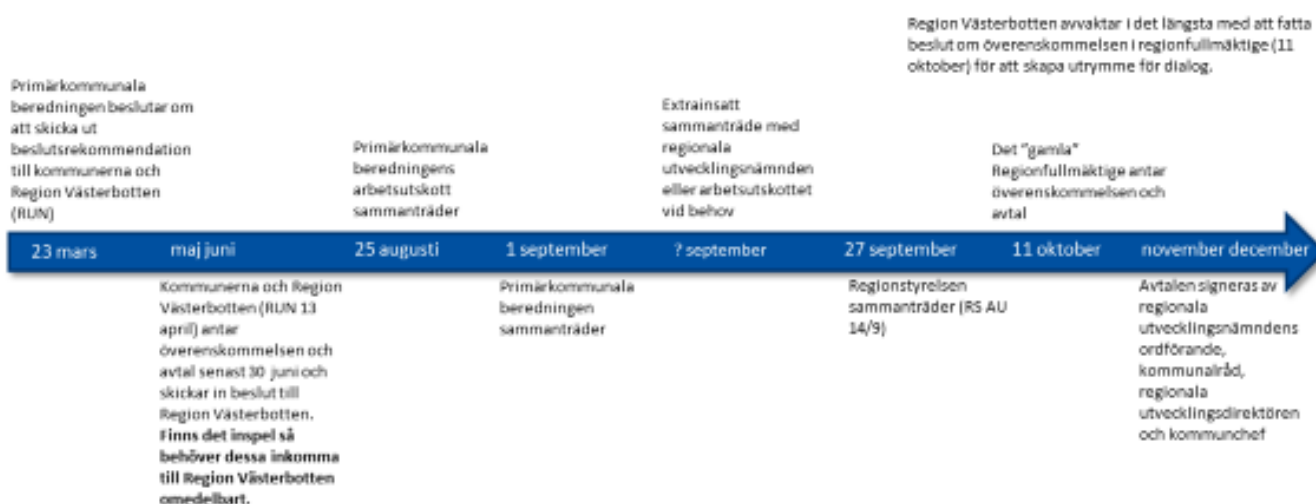 Region Västerbotten avvaktar i det längsta med att fatta
beslut om överenskommelsen i regionfullmäktige (11
oktober) för att skapa utrymme för dialog.
Primärkommunala
beredningen beslutar om
att skicka ut
beslutsrekommendation
till kommunerna och
Region Västerbotten
(RUN)
Primärkommunala
beredningens
arbetsutskott
sammanträder
Extrainsatt
sammanträde med
regionala
utvecklingsnämnden
eller arbetsutskottet
vid behov
Det "gamla"
Regionfullmäktige antar
överenskommelsen och
avtal
23 mars
maj juni
25 augusti
1 september
? september
27 september
11 oktober
november december
Kommunerna och Region
Västerbotten (RUN 13
april) antar
överenskommelsen och
avtal senast 30 juni och
skickar in beslut till
Region Västerbotten.
Finns det inspel så
behöver dessa inkomma
till Region Västerbotten
omedelbart.
Primärkommunala
beredningen
sammanträder
Regionstyrelsen
sammanträder (RS AU
14/9)
Avtalen signeras av
regionala
utvecklingsnämndens
ordförande,
kommunalråd,
regionala
utvecklingsdirektören
och kommunchef